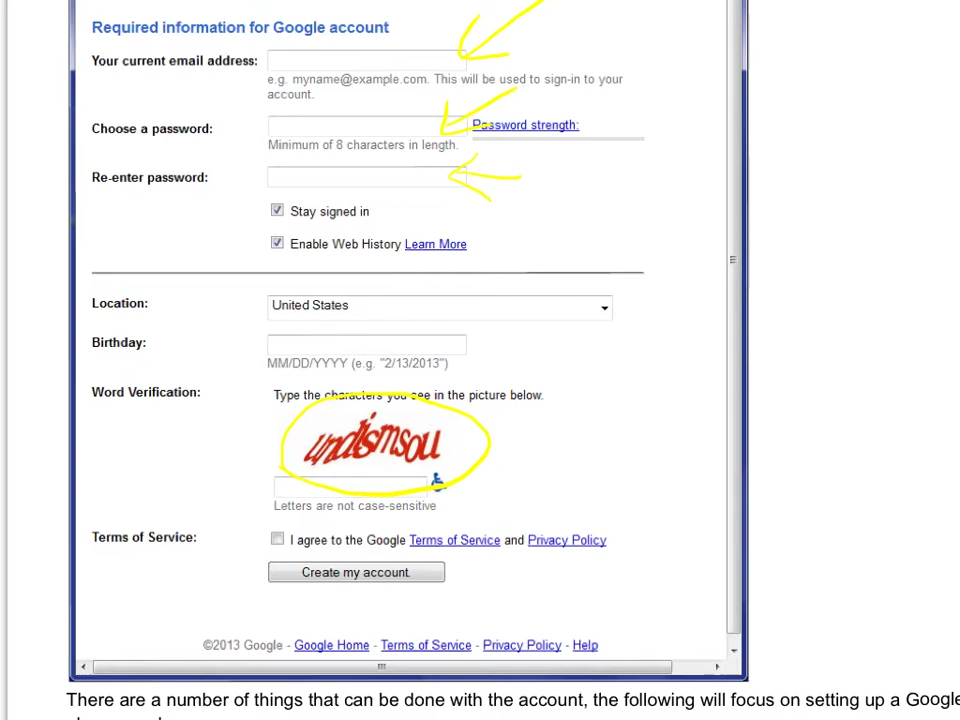 Required information for Google account
Your current email address:
e.g. myname@example.com. This will be used to sign-in to your
account.
Choose a password:
Password strength:
Minimum of 8 characters in length.
Re-enter password:
Stay signed in
Enable Web History Learn More
Location:
United States
Birthday:
MM/DD/YYYY (e.g. "2/13/2013")
Word Verification:
Type the characters you see in the picture below.
undismsou
Letters are not case-sensitive
Terms of Service:
I agree to the Google Terms of Service and Privacy Policy
Create my account.
©2013 Google - Google Home - Terms of Service - Privacy Policy - Help
There are a number of things that can be done with the account, the following will focus on setting up a Google